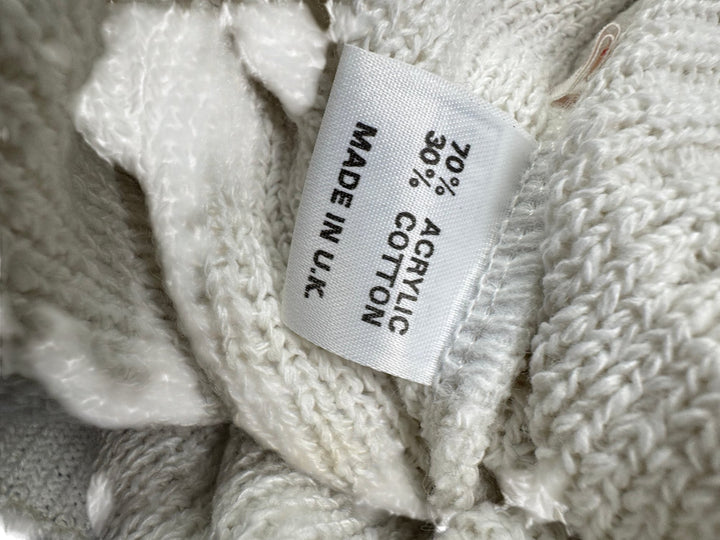 70% ACRYLIC
30% COTTON
MADE IN U.K.